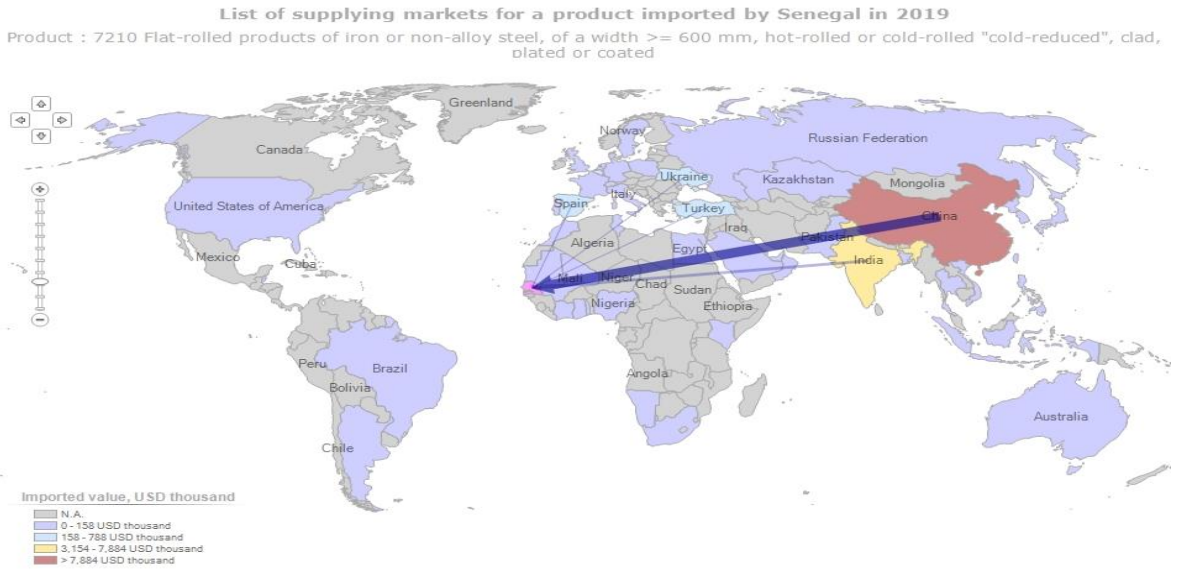 List of supplying markets for a product imported by Senegal in 2019
Product : 7210 Flat-rolled products of iron or non-alloy steel, of a width >= 600 mm, hot-rolled or cold-rolled "cold-reduced", clad,
plated or coated
Greenland
Norway
Russian Federation
Canada
Ukraine
Kazakhstan
Mongolia
Italy
United States of America
Spain
Turkey
China
Iraq
Pakistan
Algeria
Egypt
Mexico
Cuba
India
Mali
Niger
Chad
Sudan
Nigeria
Ethiopia
Peru
Brazil
Angola
Bolivia
Australia
Chile
Imported value, USD thousand
N.A.
0 - 158 USD thousand
158 - 788 USD thousand
3,154 - 7,884 USD thousand
> 7,884 USD thousand